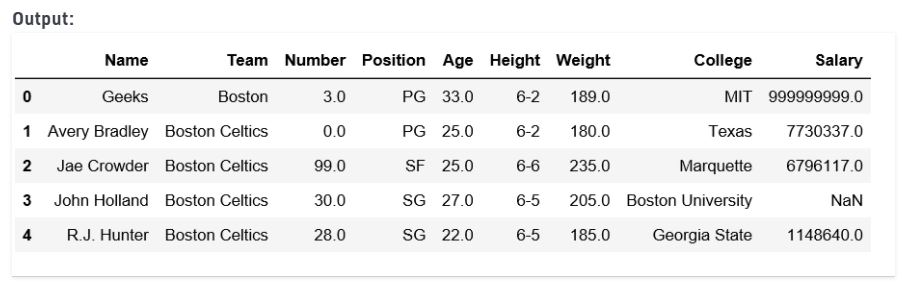 Output:
Name Team Number Position Age Height Weight College Salary
0 Geeks Boston 3.0 PG 33.0 6-2 189.0 MIT 999999999.0
1 Avery Bradley Boston Celtics 0.0 PG 25.0 6-2 180.0 Texas 7730337.0
2 Jae Crowder Boston Celtics 99.0 SF 25.0 6-6 235.0 Marquette 6796117.0
3 John Holland Boston Celtics 30.0 SG 27.0 6-5 205.0 Boston University NaN
4 R.J. Hunter Boston Celtics 28.0 SG 22.0 6-5 185.0 Georgia State 1148640.0